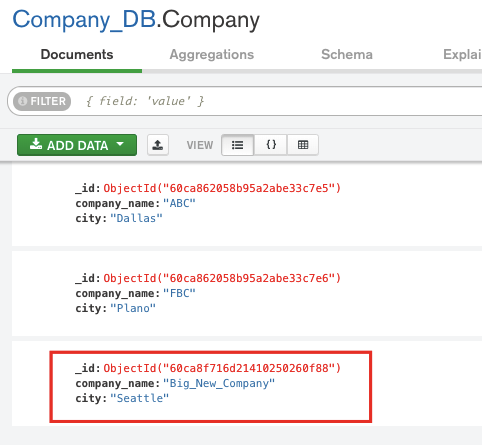 Company_DB.Company
Documents Aggregations Schema Explai
FILTER { field: 'value' }
ADD DATA VIEW {}
_id: ObjectId("60ca862058b95a2abe33c7e5")
company_name: "ABC"
city: "Dallas"
_id: ObjectId("60ca862058b95a2abe33c7e6")
company_name: "FBC"
city: "Plano"
_id: ObjectId("60ca8f716d21410250260f88")
company_name: "Big_New_Company"
city: "Seattle"